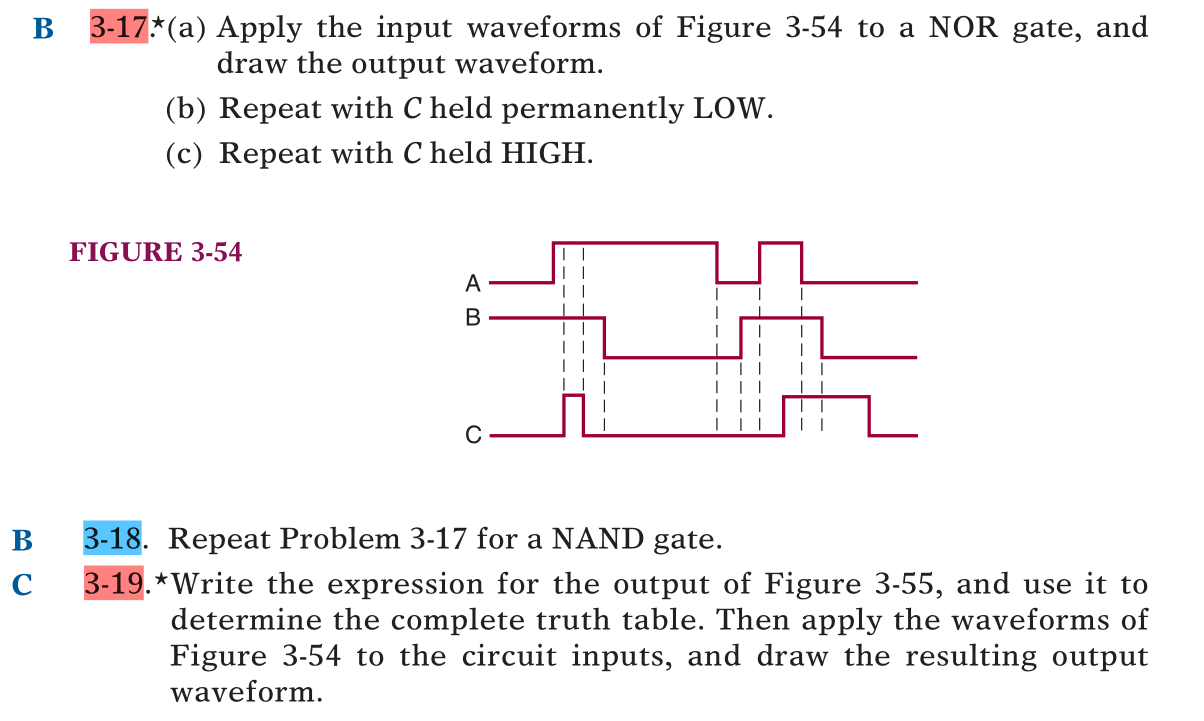 B 3-17.*(a) Apply the input waveforms of Figure 3-54 to a NOR gate, and
draw the output waveform.
(b) Repeat with C held permanently LOW.
(c) Repeat with C held HIGH.
FIGURE 3-54
A
B
C
B 3-18. Repeat Problem 3-17 for a NAND gate.
C 3-19.*Write the expression for the output of Figure 3-55, and use it to
determine the complete truth table. Then apply the waveforms of
Figure 3-54 to the circuit inputs, and draw the resulting output
waveform.